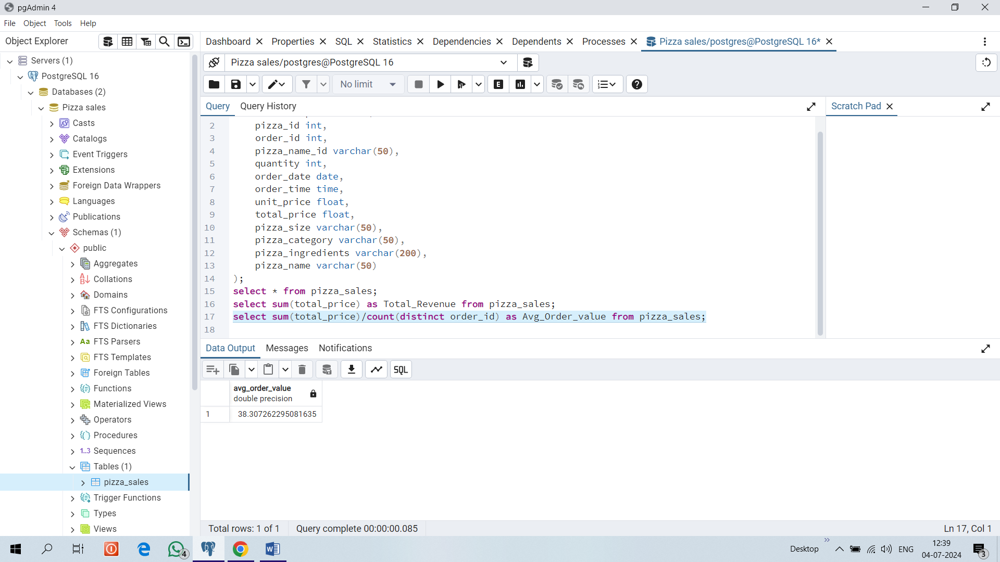 pgAdmin 4
File Object Tools Help
Object Explorer
Dashboard Properties SQL Statistics Dependencies Dependents Processes Pizza sales/postgres@PostgreSQL 16*
Servers (1)
PostgreSQL 16
Databases (2)
Pizza sales
Casts
Catalogs
Event Triggers
Extensions
Foreign Data Wrappers
Languages
Publications
Schemas (1)
public
Aggregates
Collations
Domains
FTS Configurations
FTS Dictionaries
Aa FTS Parsers
FTS Templates
Foreign Tables
Functions
Materialized Views
Operators
Procedures
1..3 Sequences
Tables (1)
pizza_sales
Trigger Functions
Types
Views
Pizza sales/postgres@PostgreSQL 16
No limit
E
Query Query History
Scratch Pad
2 pizza_id int,
3 order_id int,
4 pizza_name_id varchar(50),
5 quantity int,
6 order_date date,
7 order_time time,
8 unit_price float,
9 total_price float,
10 pizza_size varchar(50),
11 pizza_category varchar(50),
12 pizza_ingredients varchar(200),
13 pizza_name varchar(50)
14 );
15 select * from pizza_sales;
16 select sum(total_price) as Total_Revenue from pizza_sales;
17 select sum(total_price)/count(distinct order_id) as Avg_Order_value from pizza_sales;
18
Data Output Messages Notifications
SQL
avg_order_value
double precision
1 38.307262295081635
Total rows: 1 of 1 Query complete 00:00:00.085 Ln 17, Col 1
4
Desktop ENG
12:39
04-07-2024
3